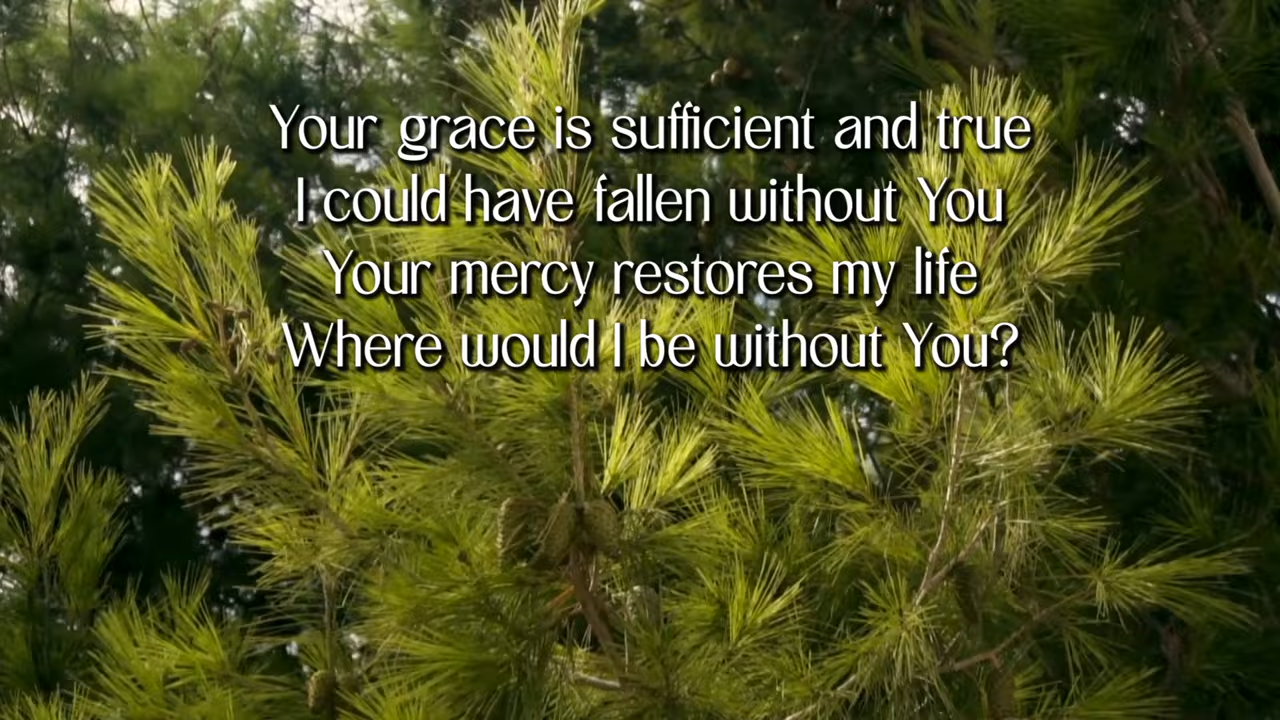 Your grace is sufficient and true
I could have fallen without You
Your mercy restores my life
Where would I be without You?